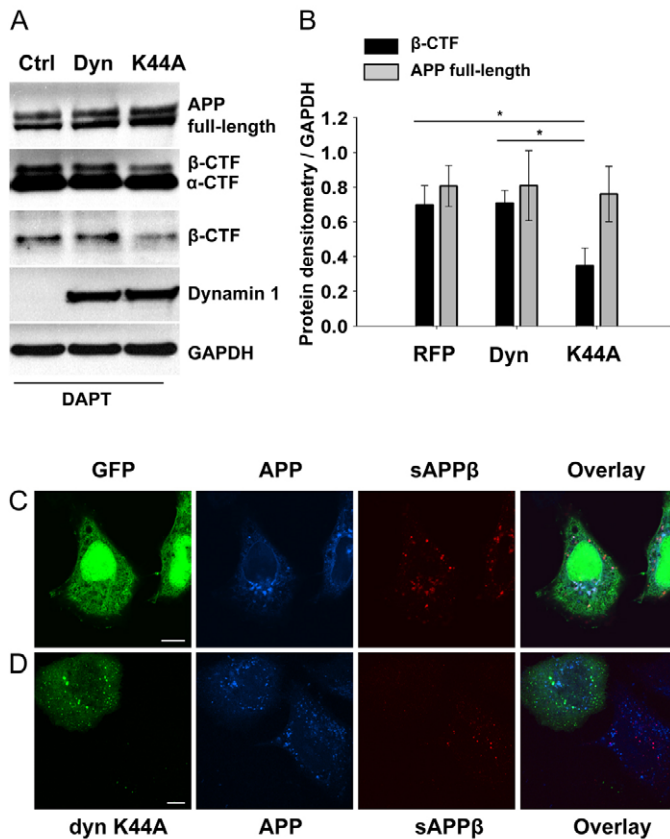 A
Ctrl Dyn K44A
APP
full-length
β-CTF
α-CTF
β-CTF
Dynamin 1
GAPDH
DAPT
B
β-CTF
APP full-length
*
*
Protein densitometry / GAPDH
1.2
1.0
0.8
0.6
0.4
0.2
0.0
RFP Dyn K44A
GFP APP sAPPβ Overlay
C
D
dyn K44A APP sAPPβ Overlay